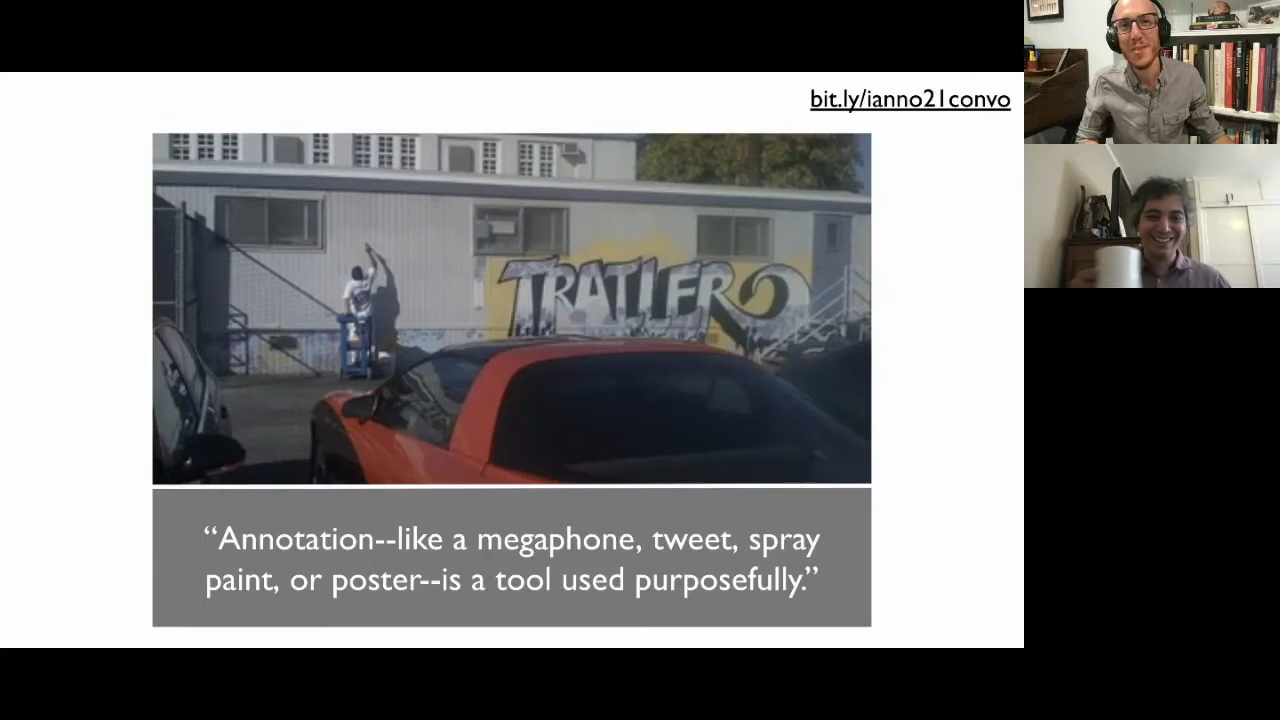 bit.ly/ianno21convo
TRAILER
“Annotation--like a megaphone, tweet, spray
paint, or poster--is a tool used purposefully.”